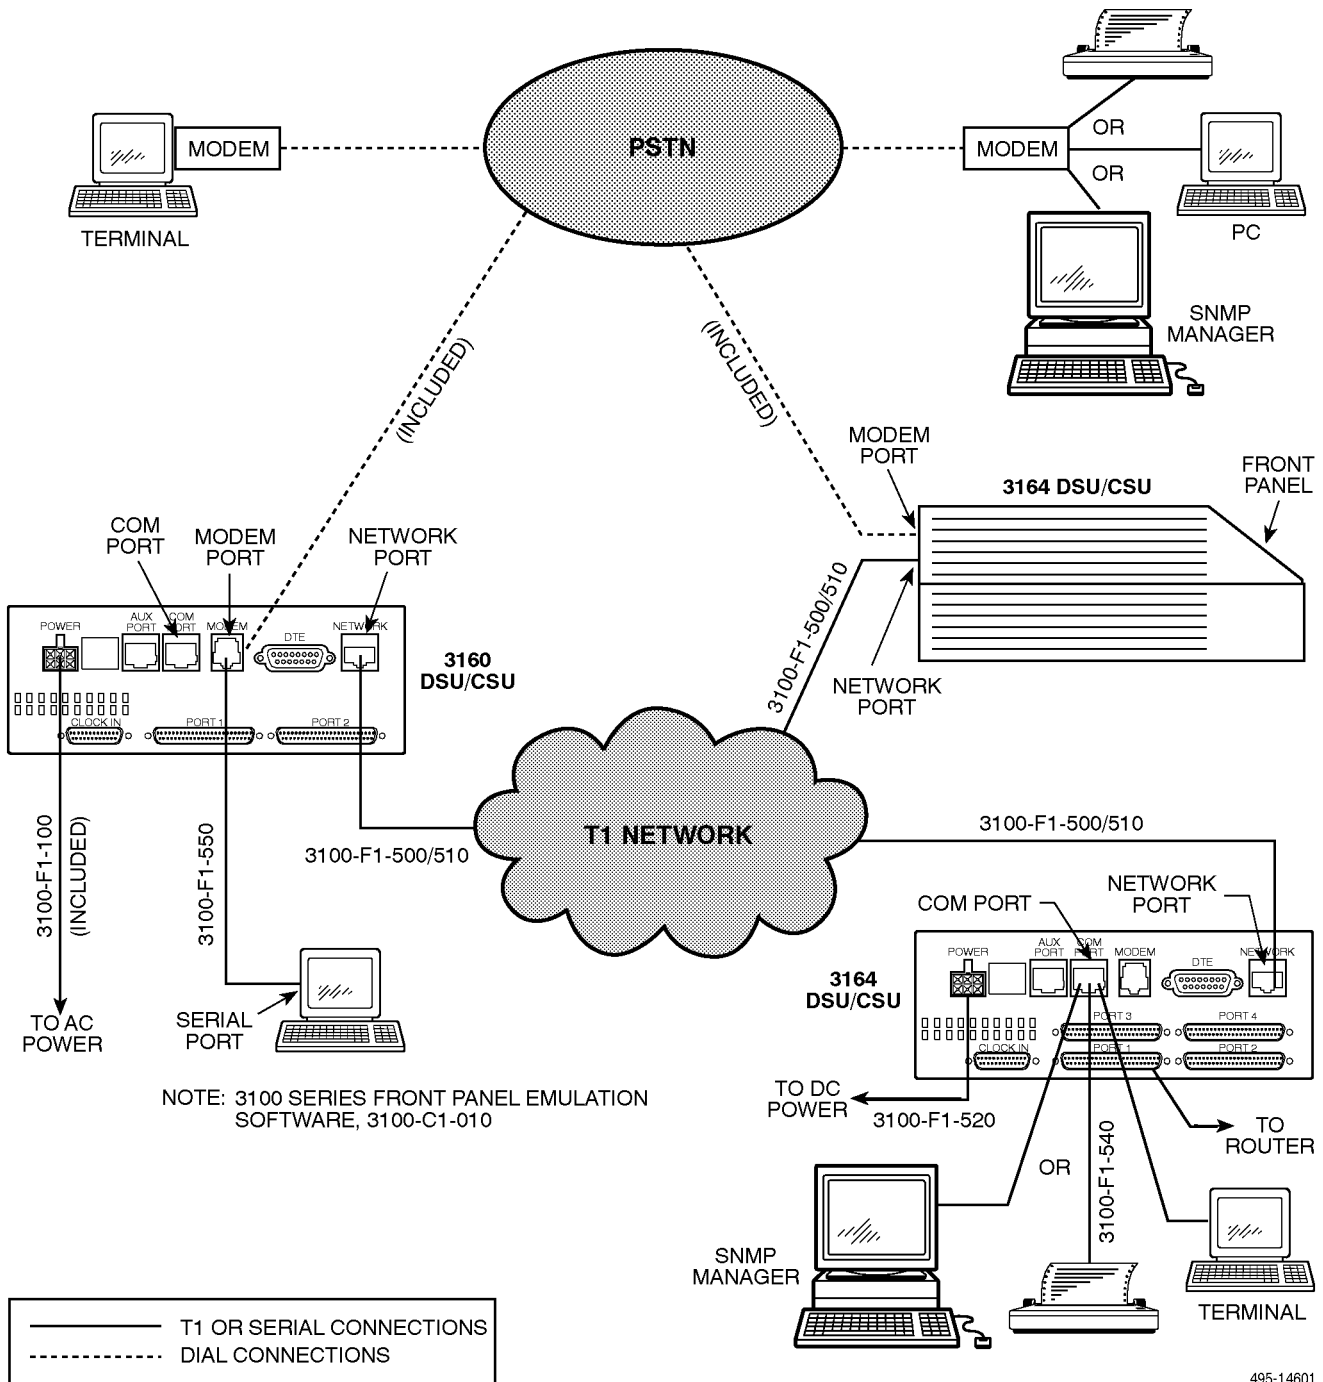 PSTN
MODEM
TERMINAL
MODEM
OR
OR
PC
SNMP
MANAGER
(INCLUDED)
(INCLUDED)
MODEM
PORT
3164 DSU/CSU
FRONT
PANEL
NETWORK
PORT
3100-F1-500/510
COM
PORT
MODEM
PORT
NETWORK
PORT
POWER
AUX
PORT
COM
PORT
MODEM
DTE
NETWORK
CLOCK IN
PORT 1
PORT 2
3160
DSU/CSU
3100-F1-100
(INCLUDED)
3100-F1-550
3100-F1-500/510
T1 NETWORK
3100-F1-500/510
TO AC
POWER
SERIAL
PORT
NOTE: 3100 SERIES FRONT PANEL EMULATION
SOFTWARE, 3100-C1-010
COM PORT
NETWORK
PORT
3164
DSU/CSU
POWER
AUX
PORT
COM
PORT
MODEM
DTE
NETWORK
PORT 3
PORT 4
CLOCK IN
PORT 1
PORT 2
TO DC
POWER
3100-F1-520
TO
ROUTER
OR
3100-F1-540
SNMP
MANAGER
TERMINAL
T1 OR SERIAL CONNECTIONS
DIAL CONNECTIONS
495-14601